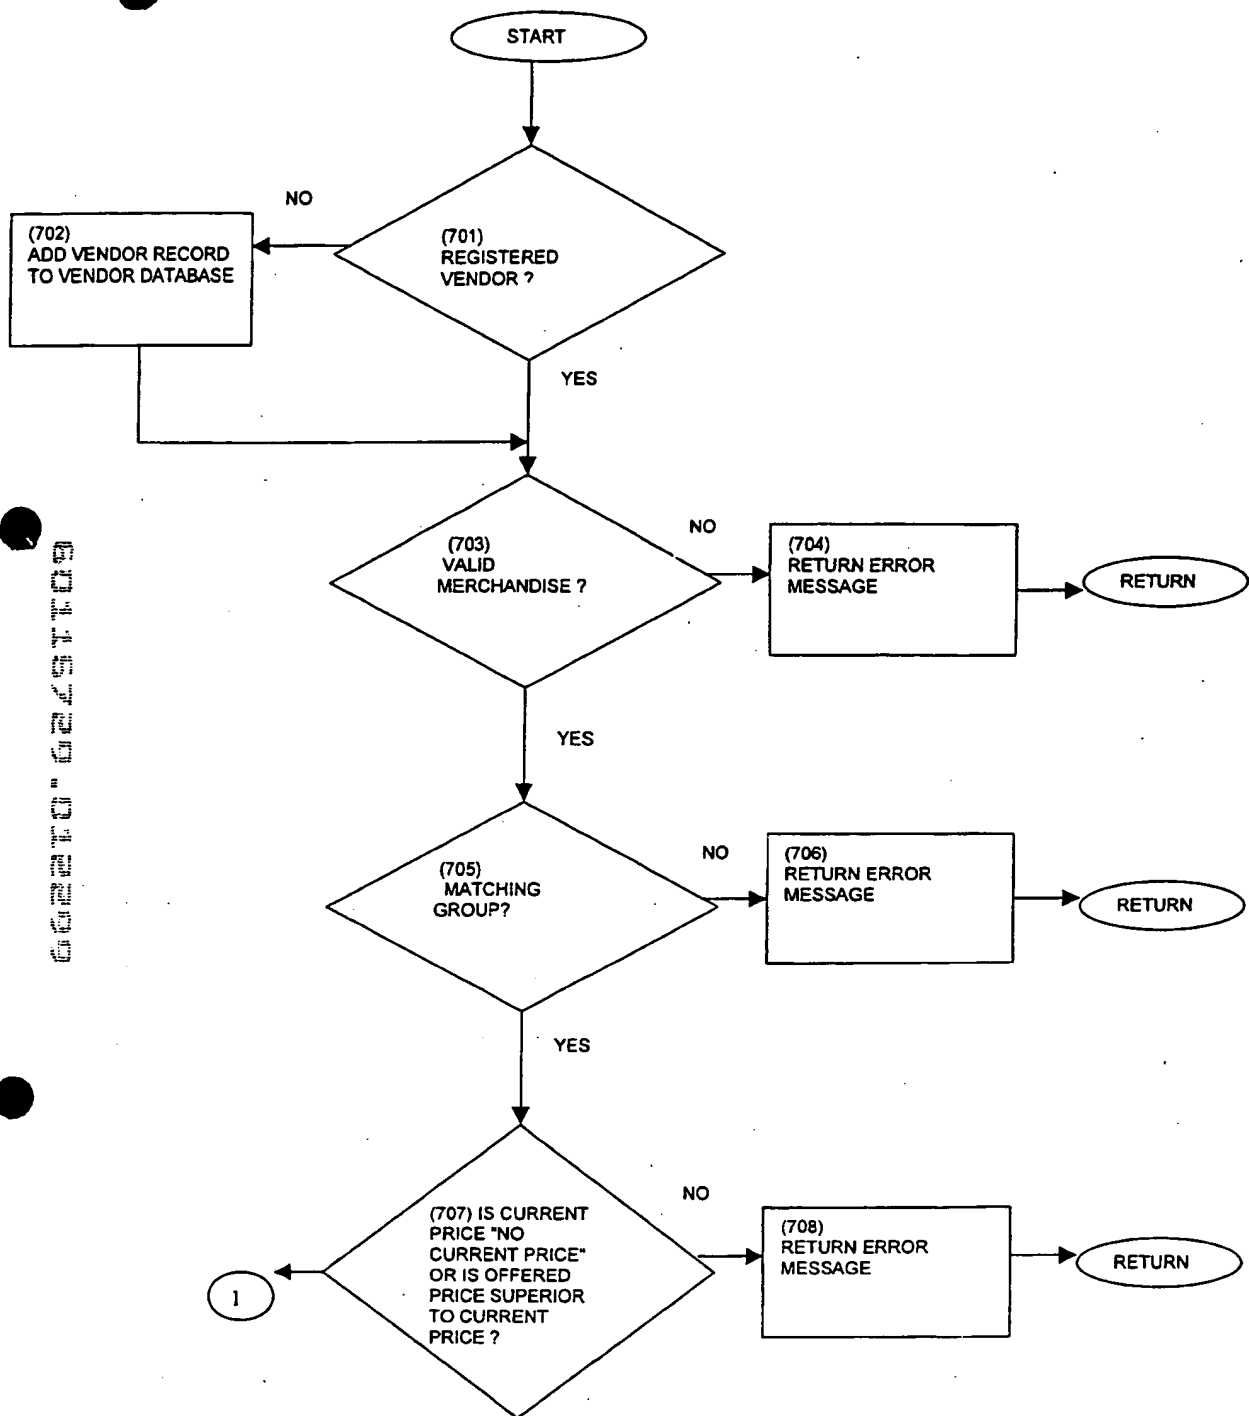 START
NO
(702)
ADD VENDOR RECORD
TO VENDOR DATABASE
(701)
REGISTERED
VENDOR ?
YES
(703)
VALID
MERCHANDISE ?
NO
(704)
RETURN ERROR
MESSAGE
RETURN
YES
(705)
MATCHING
GROUP?
NO
(706)
RETURN ERROR
MESSAGE
RETURN
YES
(707) IS CURRENT
PRICE "NO
CURRENT PRICE"
OR IS OFFERED
PRICE SUPERIOR
TO CURRENT
PRICE ?
NO
(708)
RETURN ERROR
MESSAGE
RETURN
1
60115729.012299